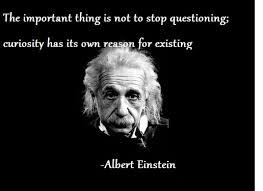 The important thing is not to stop questioning;
curiosity has its own reason for existing
-Albert Einstein